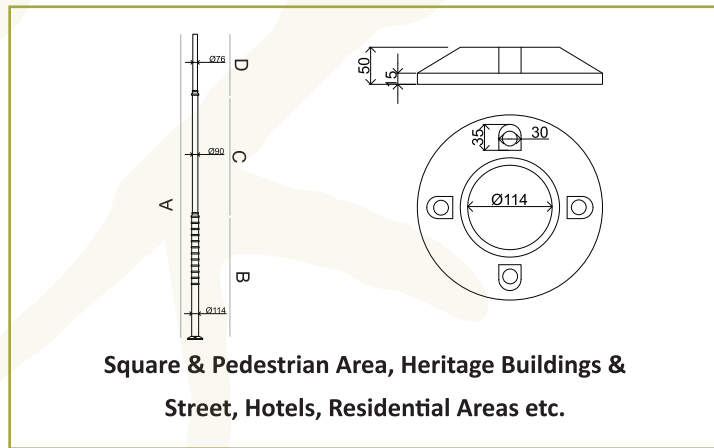 Ø76
D
Ø90
C
A
B
Ø114
50
15
35
30
Ø114
Square & Pedestrian Area, Heritage Buildings &
Street, Hotels, Residential Areas etc.